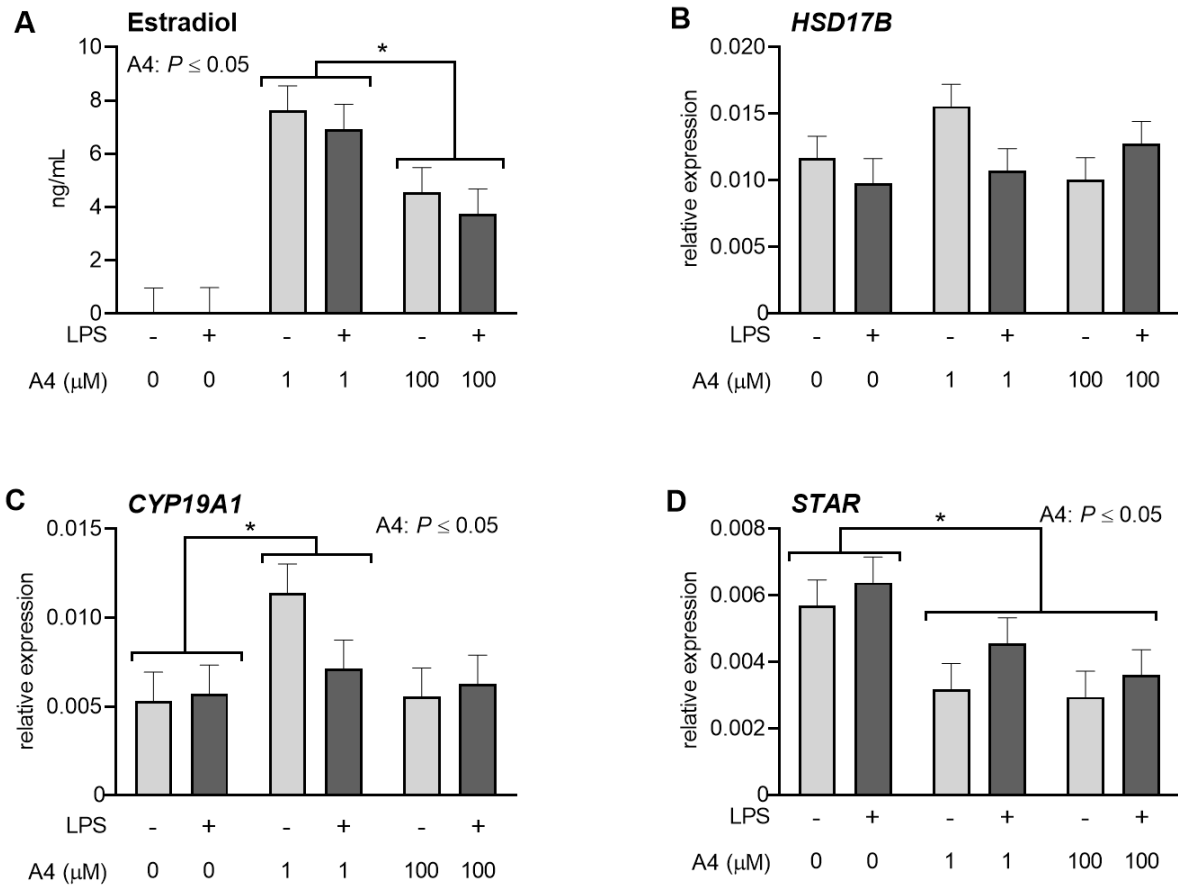 A Estradiol
A4: P ≤ 0.05
*
10
8
6
4
2
0
ng/mL
LPS - + - + - +
A4 (μM) 0 0 1 1 100 100
B HSD17B
0.020
0.015
0.010
0.005
0
relative expression
LPS - + - + - +
A4 (μM) 0 0 1 1 100 100
C CYP19A1
A4: P ≤ 0.05
*
0.015
0.010
0.005
0
relative expression
LPS - + - + - +
A4 (μM) 0 0 1 1 100 100
D STAR
A4: P ≤ 0.05
*
0.008
0.006
0.004
0.002
0
relative expression
LPS - + - + - +
A4 (μM) 0 0 1 1 100 100